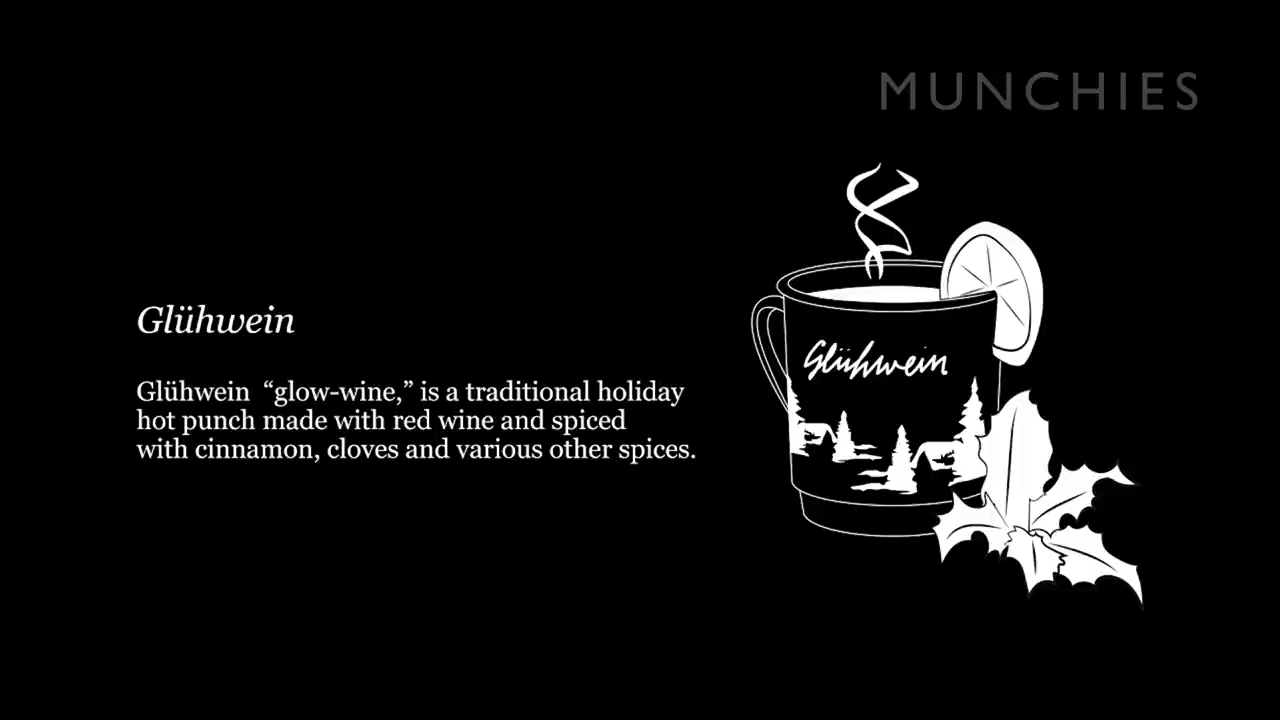 MUNCHIES
Glühwein
Glühwein “glow-wine,” is a traditional holiday
hot punch made with red wine and spiced
with cinnamon, cloves and various other spices.
Glühwein